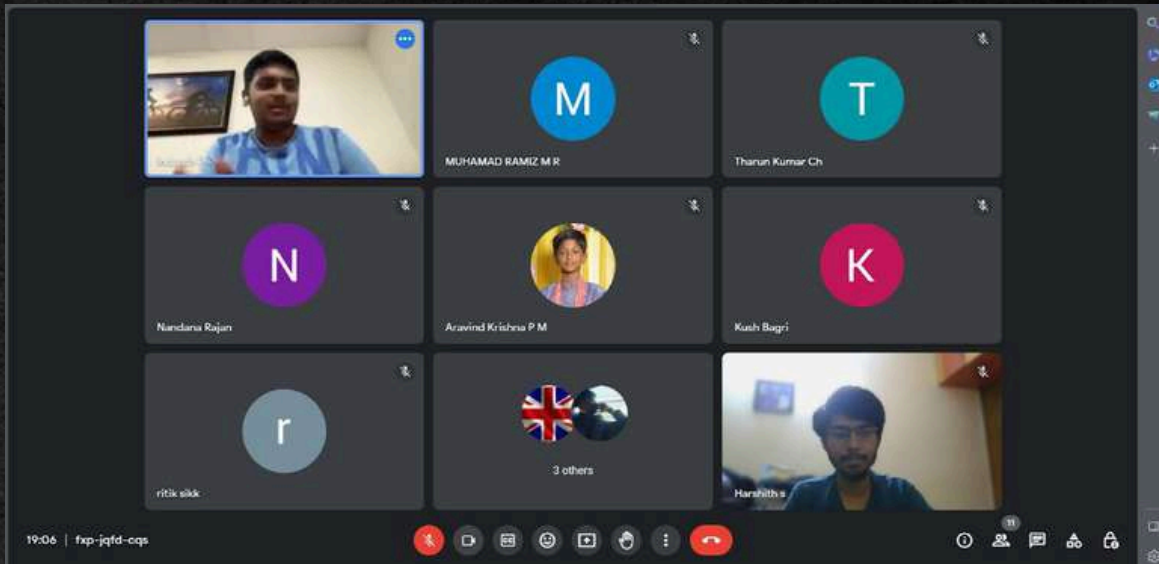 M
MUHAMAD RAMIZ M R
T
Tharun Kumar Ch
N
Nandana Rajan
Aravind Krishna P M
K
Kush Bagri
r
ritik sikk
3 others
Harshith s
19:06 | fxp-jqfd-cqs
11